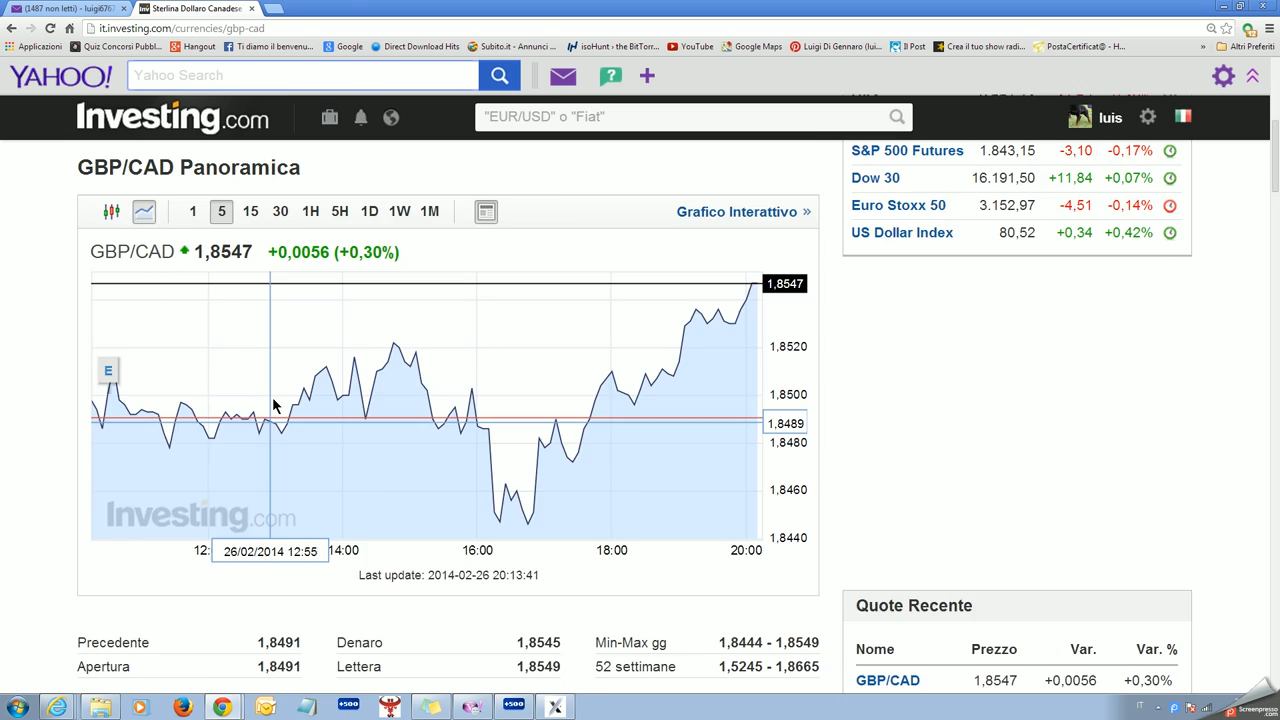 (1487 non letti) - luigi6767
Sterlina Dollaro Canadese
it.investing.com/currencies/gbp-cad
Applicazioni Quiz Concorsi Pubbl... Hangout Ti diamo il benvenu... Google Direct Download Hits Subito.it - Annunci ... isoHunt › the BitTorr... YouTube Google Maps Luigi Di Gennaro (lui... Il Post Crea il tuo show radi... PostaCertificat@ - H... » Altri Preferiti
YAHOO! Yahoo Search
Investing.com "EUR/USD" o "Fiat" luis
GBP/CAD Panoramica
1 5 15 30 1H 5H 1D 1W 1M Grafico Interattivo »
GBP/CAD 1,8547 +0,0056 (+0,30%)
1,8547
1,8520
1,8500
1,8489
1,8480
1,8460
1,8440
E
Investing.com
12: 26/02/2014 12:55 14:00 16:00 18:00 20:00
Last update: 2014-02-26 20:13:41
Precedente 1,8491 Denaro 1,8545 Min-Max gg 1,8444 - 1,8549
Apertura 1,8491 Lettera 1,8549 52 settimane 1,5245 - 1,8665
S&P 500 Futures 1.843,15 -3,10 -0,17%
Dow 30 16.191,50 +11,84 +0,07%
Euro Stoxx 50 3.152,97 -4,51 -0,14%
US Dollar Index 80,52 +0,34 +0,42%
Quote Recente
Nome Prezzo Var. Var. %
GBP/CAD 1,8547 +0,0056 +0,30%
+500 +500 IT
Screenpresso.com